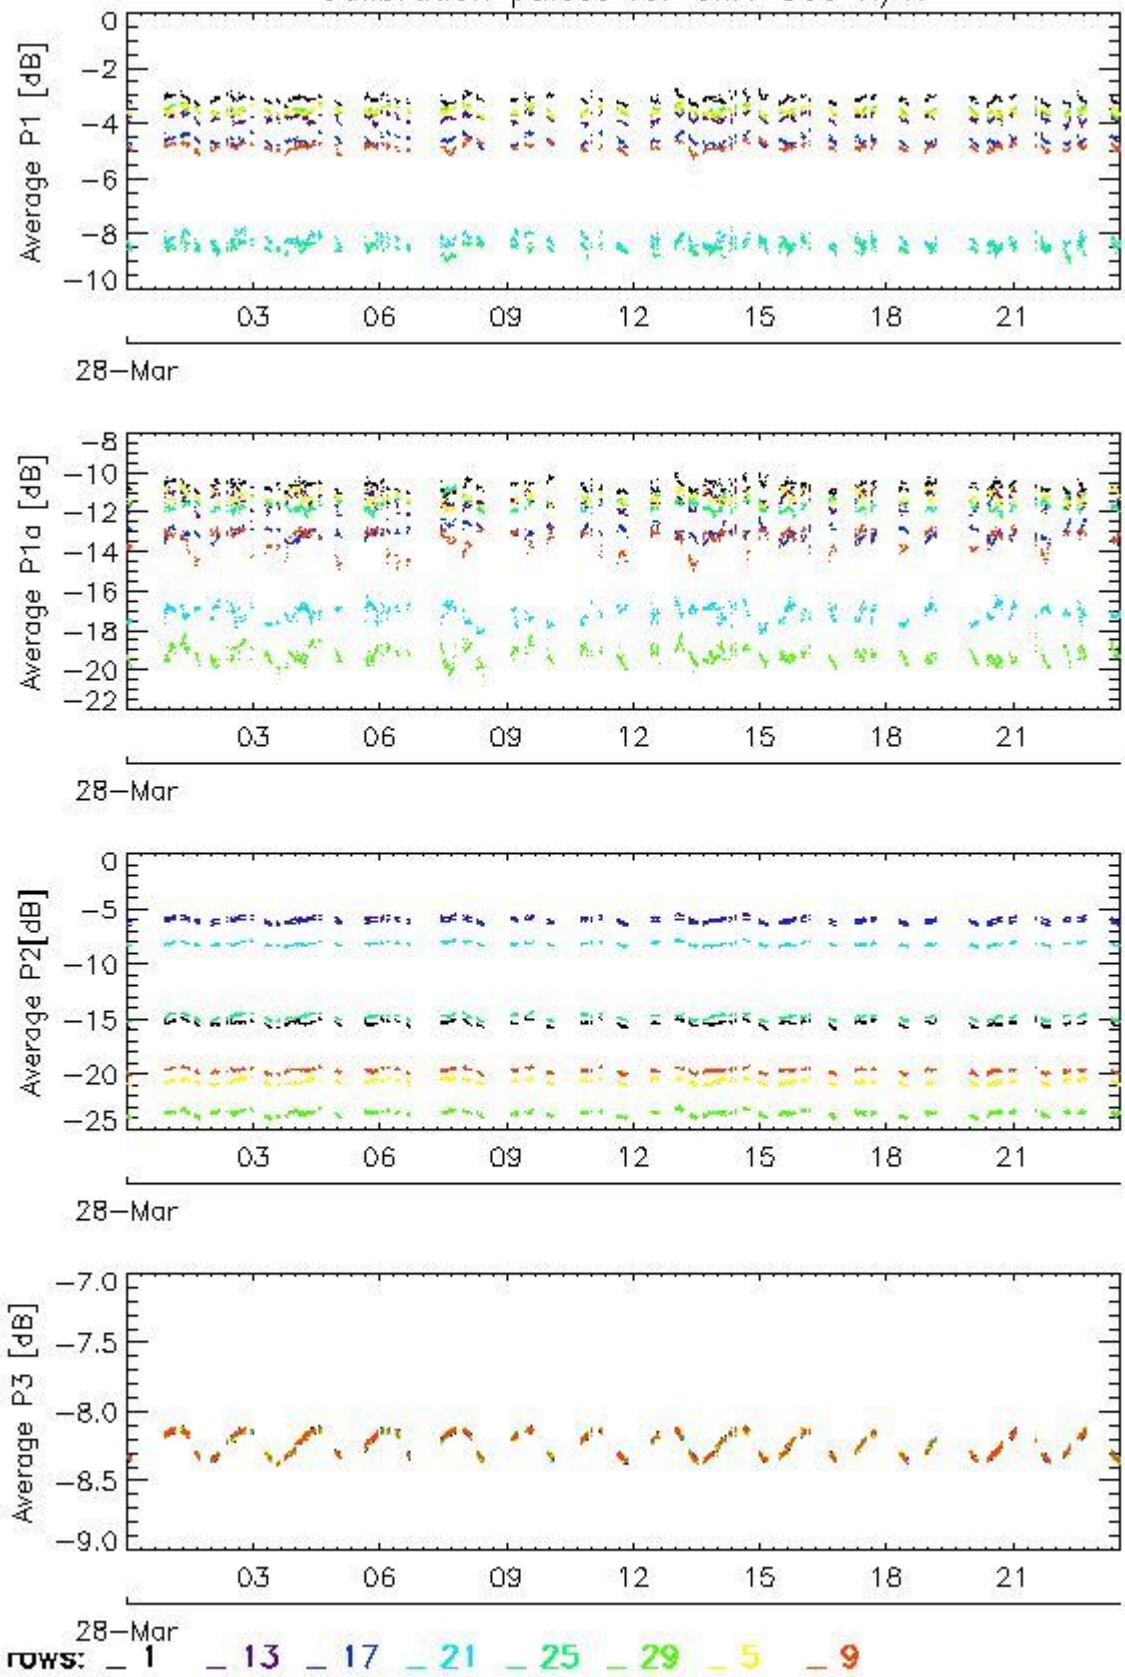 0
-2
-4
-6
-8
-10
Average P1 [dB]
03 06 09 12 15 18 21
28-Mar
-8
-10
-12
-14
-16
-18
-20
-22
Average P1a [dB]
03 06 09 12 15 18 21
28-Mar
0
-5
-10
-15
-20
-25
Average P2[dB]
03 06 09 12 15 18 21
28-Mar
-7.0
-7.5
-8.0
-8.5
-9.0
Average P3 [dB]
03 06 09 12 15 18 21
28-Mar
rows: _ 1 _ 13 _ 17 _ 21 _ 25 _ 29 _ 5 _ 9